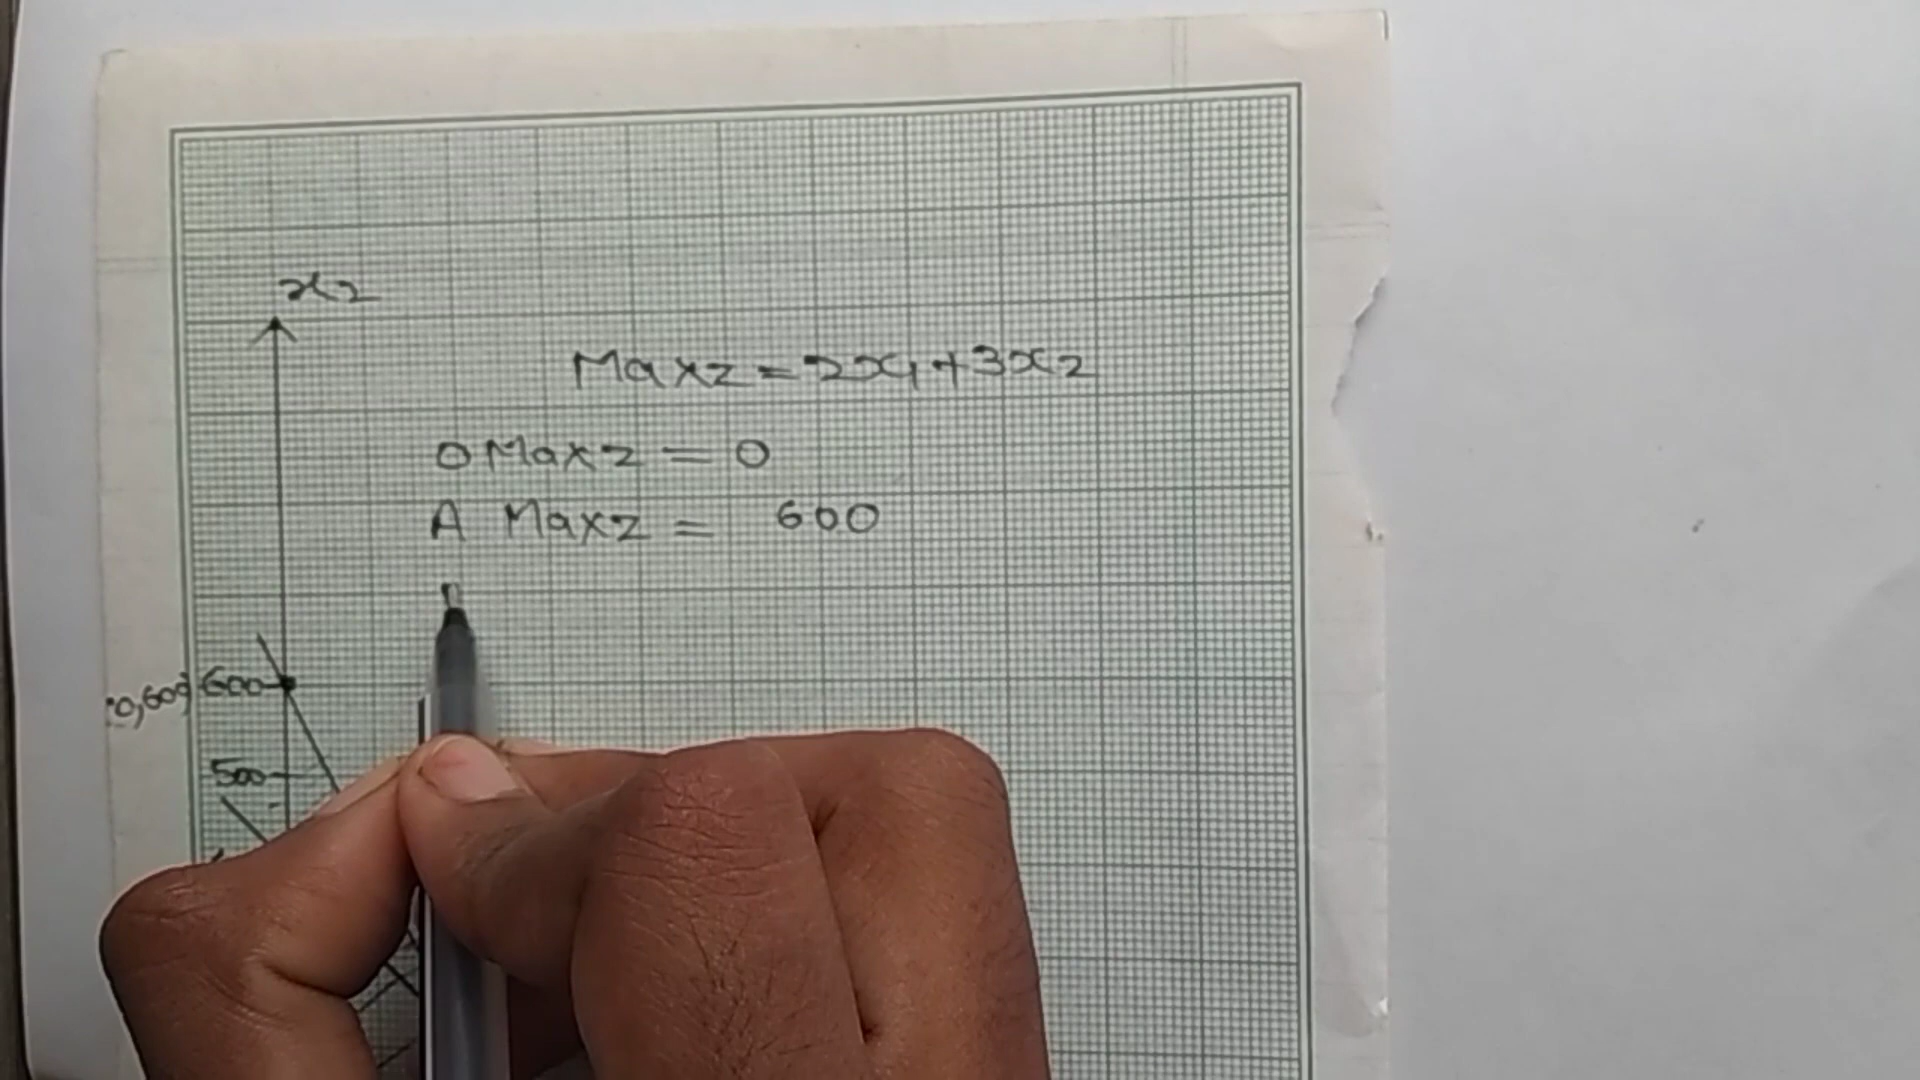 x2
Max z = 2x1 + 3x2
O Max z = 0
A Max z = 600
0,600) 600
500